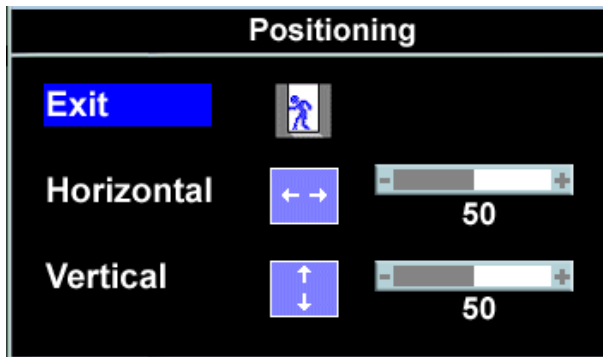 Positioning
Exit
Horizontal
- +
50
Vertical
- +
50